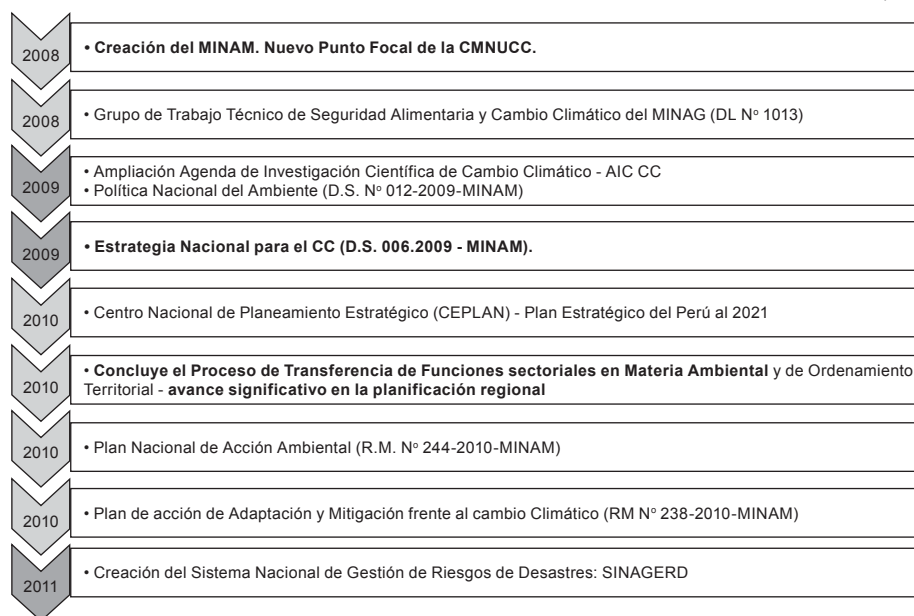 2008
• Creación del MINAM. Nuevo Punto Focal de la CMNUCC.
2008
• Grupo de Trabajo Técnico de Seguridad Alimentaria y Cambio Climático del MINAG (DL Nº 1013)
2009
• Ampliación Agenda de Investigación Científica de Cambio Climático - AIC CC
• Política Nacional del Ambiente (D.S. Nº 012-2009-MINAM)
2009
• Estrategia Nacional para el CC (D.S. 006.2009 - MINAM).
2010
• Centro Nacional de Planeamiento Estratégico (CEPLAN) - Plan Estratégico del Perú al 2021
2010
• Concluye el Proceso de Transferencia de Funciones sectoriales en Materia Ambiental y de Ordenamiento
Territorial - avance significativo en la planificación regional
2010
• Plan Nacional de Acción Ambiental (R.M. Nº 244-2010-MINAM)
2010
• Plan de acción de Adaptación y Mitigación frente al cambio Climático (RM Nº 238-2010-MINAM)
2011
• Creación del Sistema Nacional de Gestión de Riesgos de Desastres: SINAGERD